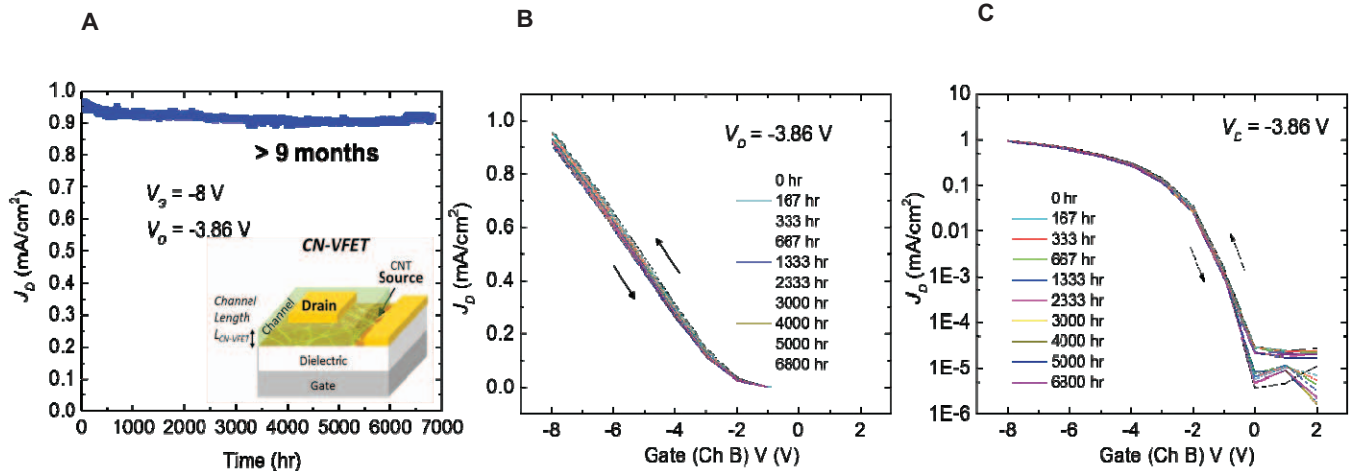 A
B
C
1.0
0.9
0.8
0.7
0.6
0.5
0.4
0.3
0.2
0.1
0.0
J_D (mA/cm²)
> 9 months
V_G = -8 V
V_D = -3.86 V
CN-VFET
CNT
Source
Drain
Channel
Channel
Length
L_CN-VFET
Dielectric
Gate
0 1000 2000 3000 4000 5000 6000 7000
Time (hr)
1.0
0.8
0.6
0.4
0.2
0.0
J_D (mA/cm²)
V_D = -3.86 V
0 hr
167 hr
333 hr
667 hr
1333 hr
2333 hr
3000 hr
4000 hr
5000 hr
6800 hr
-8 -6 -4 -2 0 2
Gate (Ch B) V (V)
10
1
0.1
0.01
1E-3
1E-4
1E-5
1E-6
J_D (mA/cm²)
V_D = -3.86 V
0 hr
167 hr
333 hr
667 hr
1333 hr
2333 hr
3000 hr
4000 hr
5000 hr
6800 hr
-8 -6 -4 -2 0 2
Gate (Ch B) V (V)